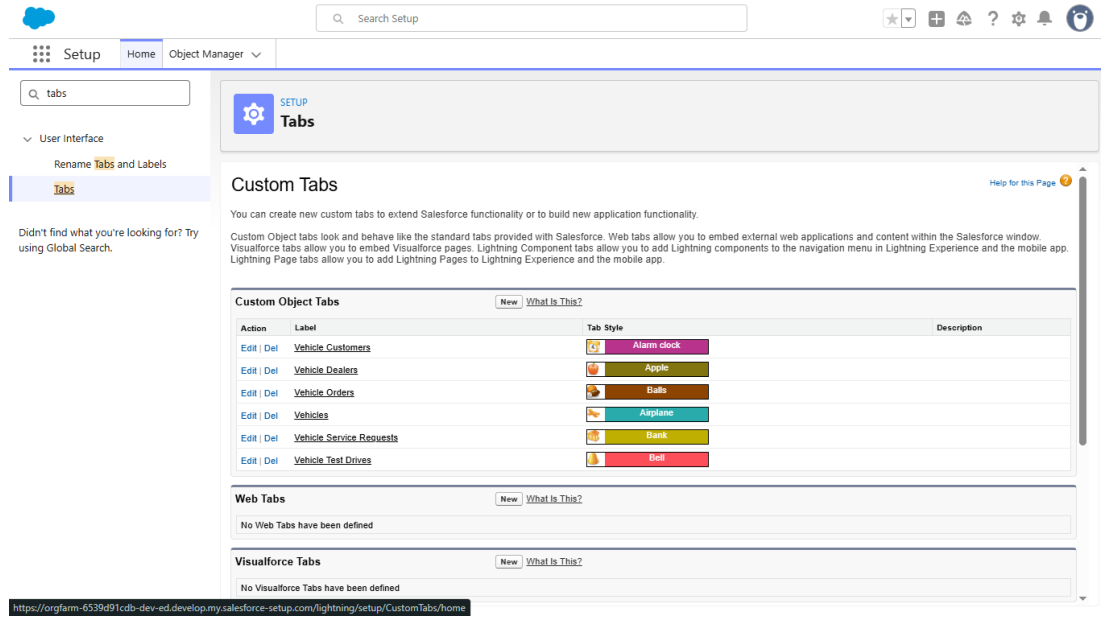 Search Setup
Setup
Home
Object Manager
tabs
User Interface
Rename Tabs and Labels
Tabs
Didn't find what you're looking for? Try
using Global Search.
SETUP
Tabs
Custom Tabs
Help for this Page
You can create new custom tabs to extend Salesforce functionality or to build new application functionality.
Custom Object tabs look and behave like the standard tabs provided with Salesforce. Web tabs allow you to embed external web applications and content within the Salesforce window.
Visualforce tabs allow you to embed Visualforce pages. Lightning Component tabs allow you to add Lightning components to the navigation menu in Lightning Experience and the mobile app.
Lightning Page tabs allow you to add Lightning Pages to Lightning Experience and the mobile app.
Custom Object Tabs New What Is This?
Action Label Tab Style Description
Edit | Del Vehicle Customers Alarm clock
Edit | Del Vehicle Dealers Apple
Edit | Del Vehicle Orders Balls
Edit | Del Vehicles Airplane
Edit | Del Vehicle Service Requests Bank
Edit | Del Vehicle Test Drives Bell
Web Tabs New What Is This?
No Web Tabs have been defined
Visualforce Tabs New What Is This?
No Visualforce Tabs have been defined
https://orgfarm-6539d91cdb-dev-ed.develop.my.salesforce-setup.com/lightning/setup/CustomTabs/home